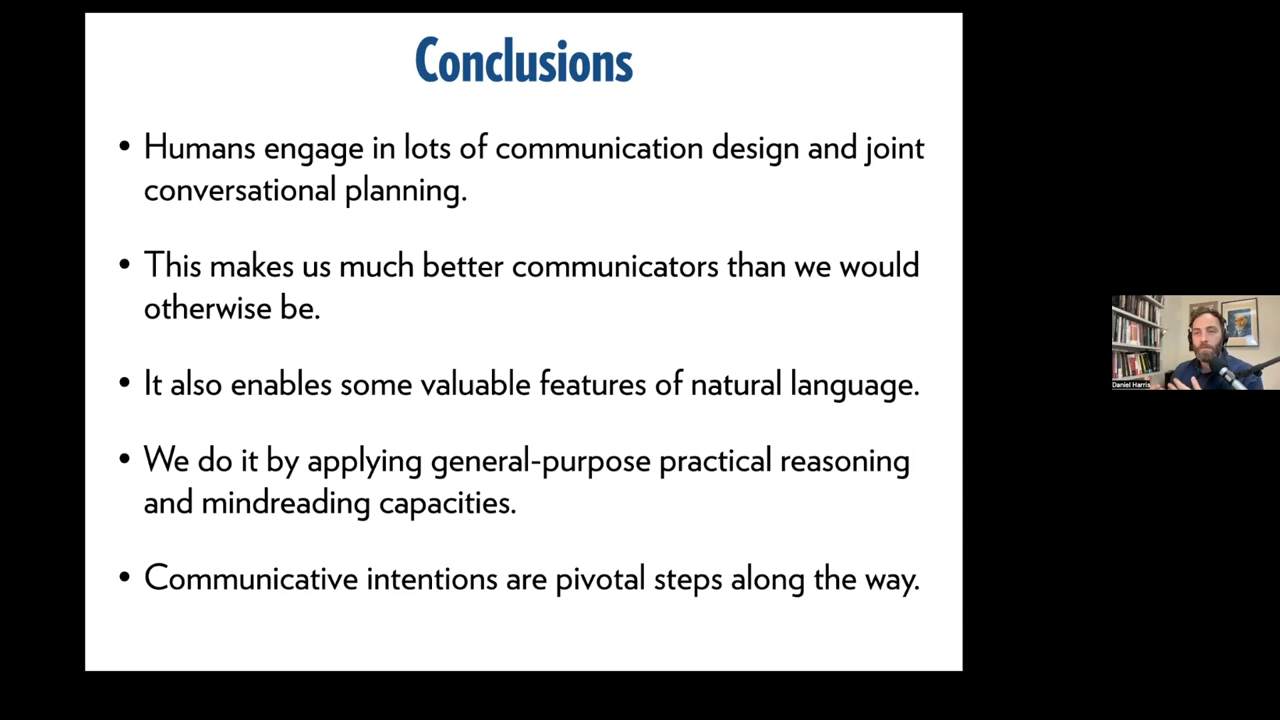 Conclusions
• Humans engage in lots of communication design and joint
conversational planning.
• This makes us much better communicators than we would
otherwise be.
• It also enables some valuable features of natural language.
• We do it by applying general-purpose practical reasoning
and mindreading capacities.
• Communicative intentions are pivotal steps along the way.
Daniel Harris